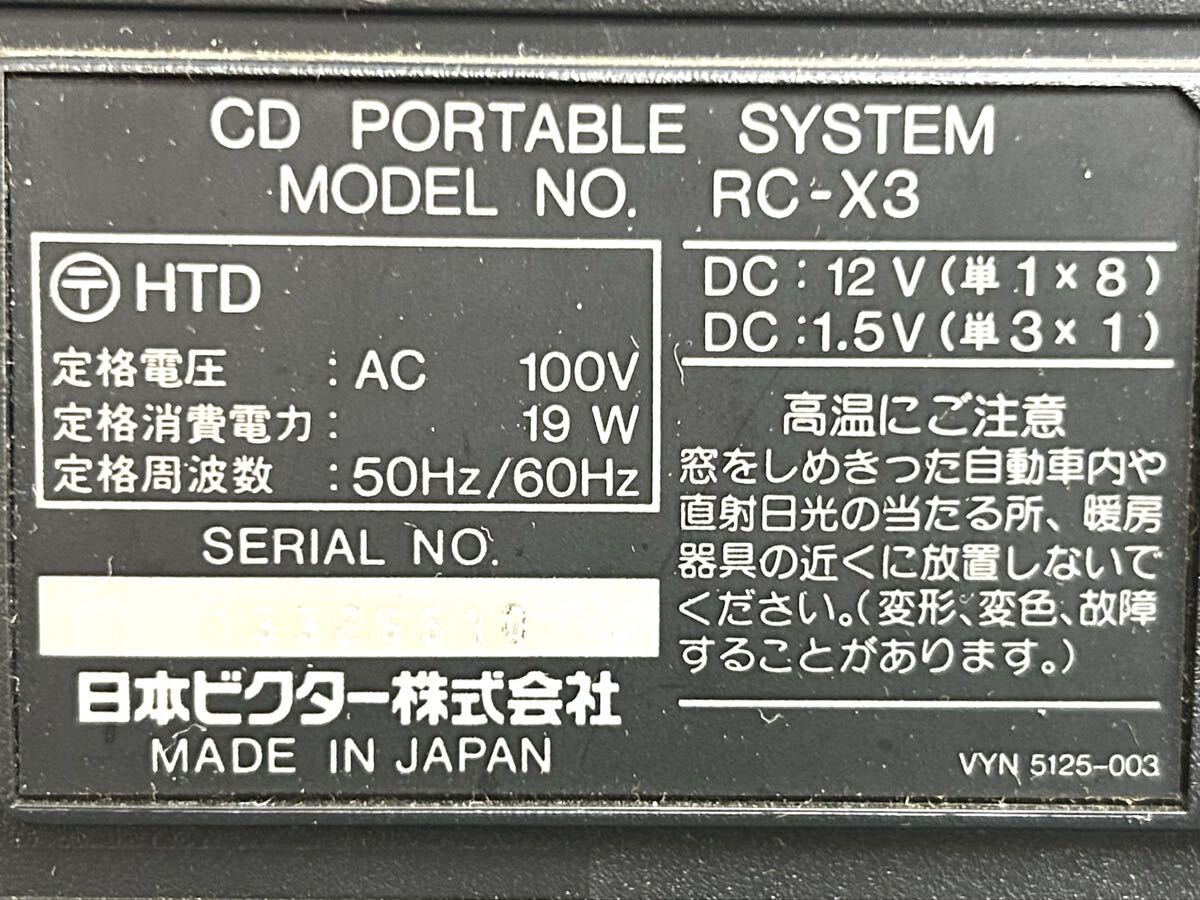 CD PORTABLE SYSTEM
MODEL NO. RC-X3
〶 HTD
定格電圧 : AC 100V
定格消費電力 : 19 W
定格周波数 : 50Hz/60Hz
SERIAL NO.
日本ビクター株式会社
MADE IN JAPAN
DC : 12 V (単1×8)
DC : 1.5V (単3×1)
高温にご注意
窓をしめきった自動車内や
直射日光の当たる所、暖房
器具の近くに放置しないで
ください。(変形、変色、故障
することがあります。)
VYN 5125-003